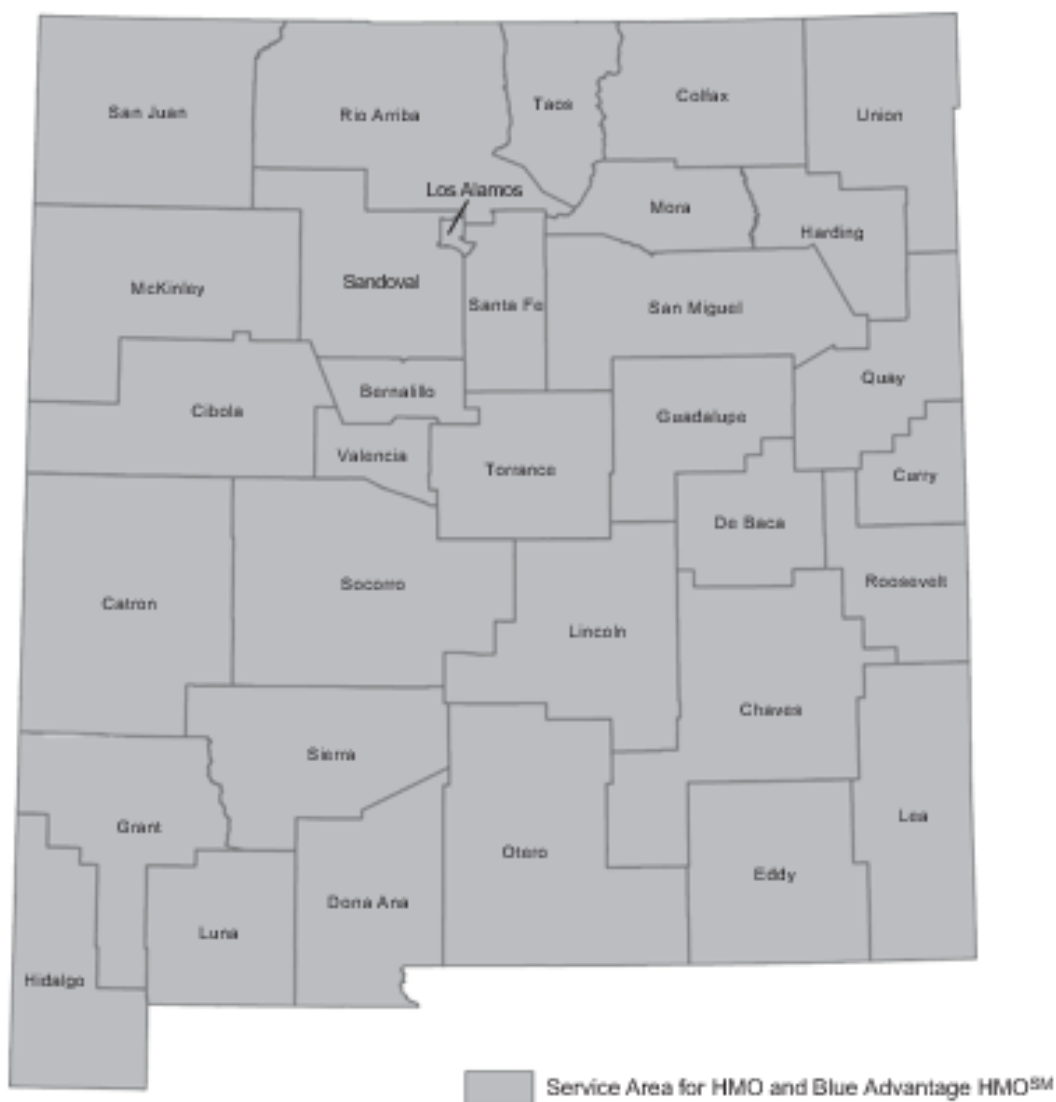 San Juan
Rio Arriba
Taos
Colfax
Union
Los Alamos
Mora
Harding
McKinley
Sandoval
Santa Fe
San Miguel
Quay
Cibola
Bernalillo
Guadalupe
Valencia
Torrance
Curry
De Baca
Catron
Socorro
Lincoln
Roosevelt
Chaves
Sierra
Grant
Otero
Lea
Eddy
Luna
Dona Ana
Hidalgo
Service Area for HMO and Blue Advantage HMO℠